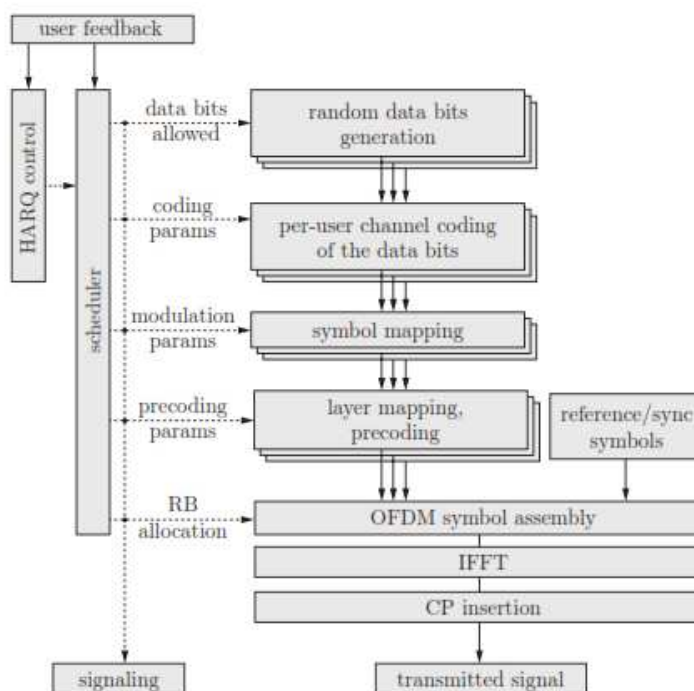 user feedback
HARQ control
scheduler
data bits
allowed
random data bits
generation
coding
params
per-user channel coding
of the data bits
modulation
params
symbol mapping
precoding
params
layer mapping,
precoding
reference/sync
symbols
RB
allocation
OFDM symbol assembly
IFFT
CP insertion
signaling
transmitted signal